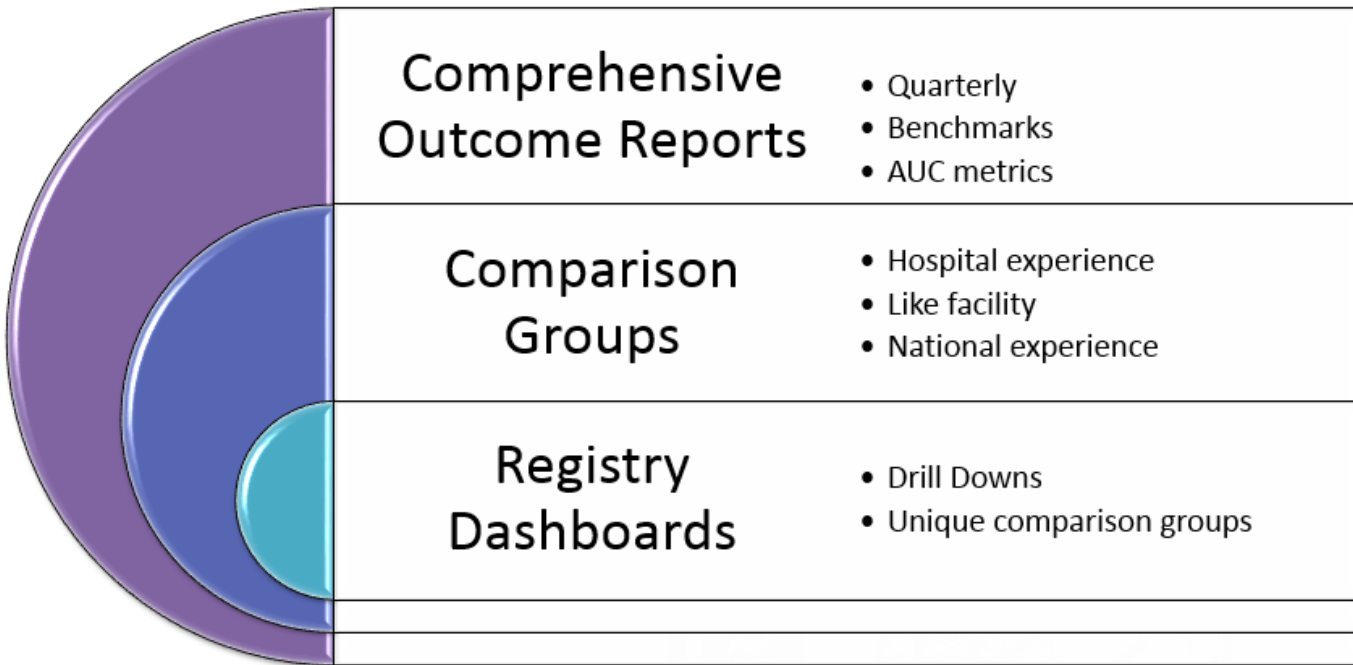 Comprehensive
Outcome Reports
• Quarterly
• Benchmarks
• AUC metrics
Comparison
Groups
• Hospital experience
• Like facility
• National experience
Registry
Dashboards
• Drill Downs
• Unique comparison groups